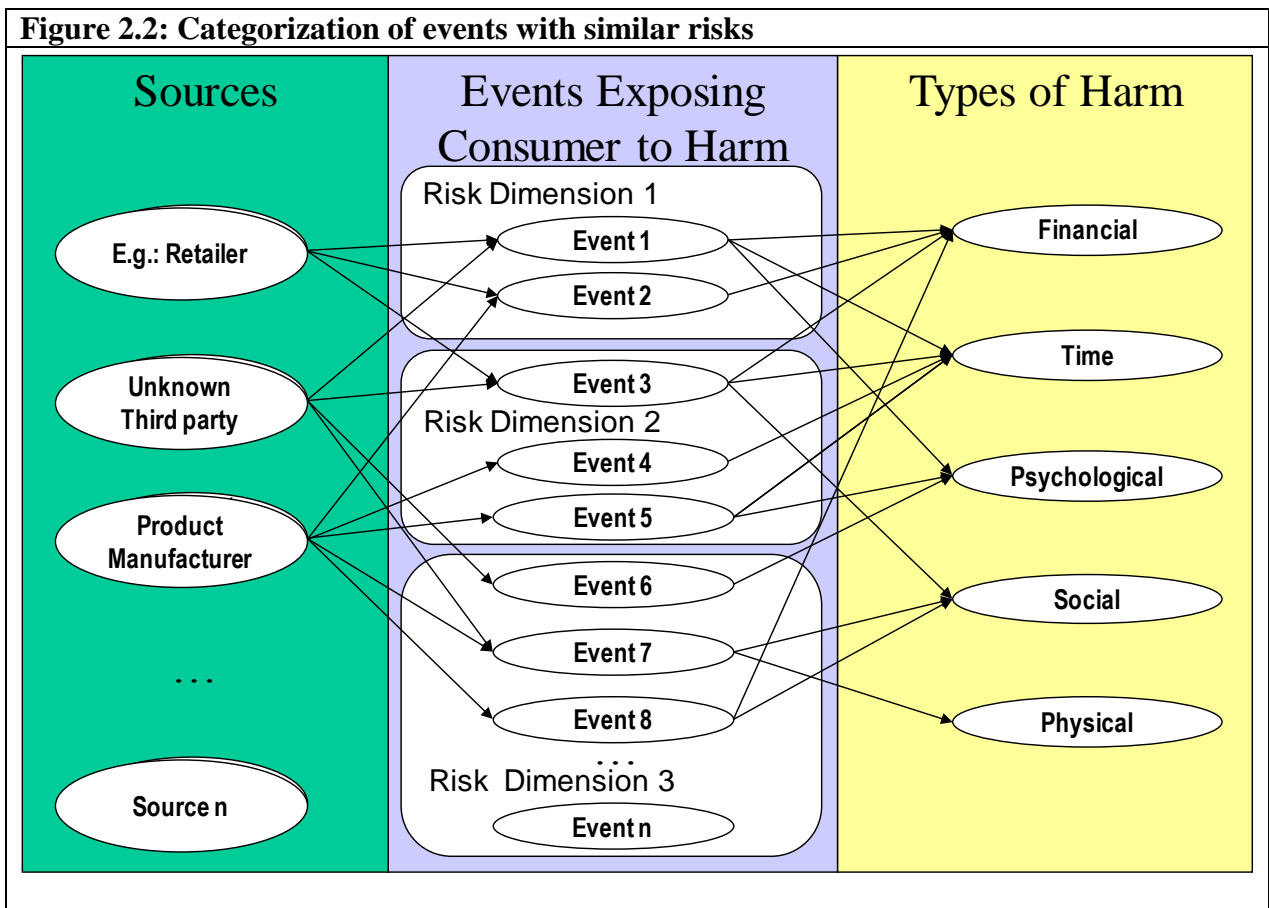 Figure 2.2: Categorization of events with similar risks
Sources
E.g.: Retailer
Unknown
Third party
Product
Manufacturer
...
Source n
Events Exposing
Consumer to Harm
Risk Dimension 1
Event 1
Event 2
Event 3
Risk Dimension 2
Event 4
Event 5
Event 6
Event 7
Event 8
...
Risk Dimension 3
Event n
Types of Harm
Financial
Time
Psychological
Social
Physical